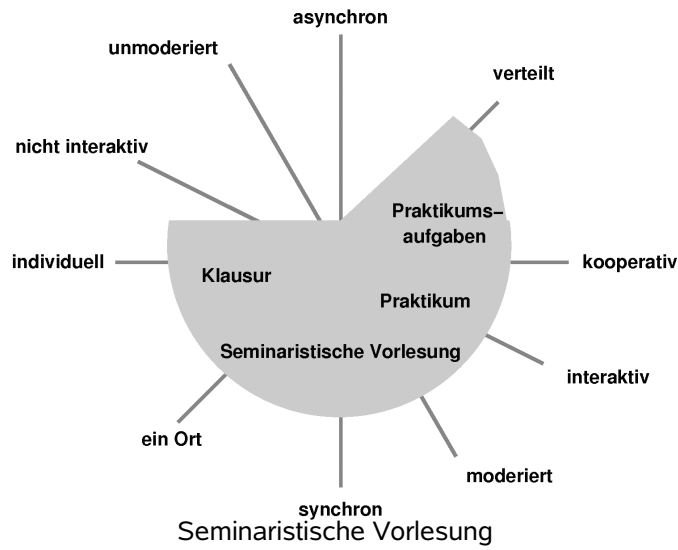 asynchron
unmoderiert
verteilt
nicht interaktiv
Praktikums–
aufgaben
individuell
Klausur
kooperativ
Praktikum
Seminaristische Vorlesung
interaktiv
ein Ort
moderiert
synchron
Seminaristische Vorlesung